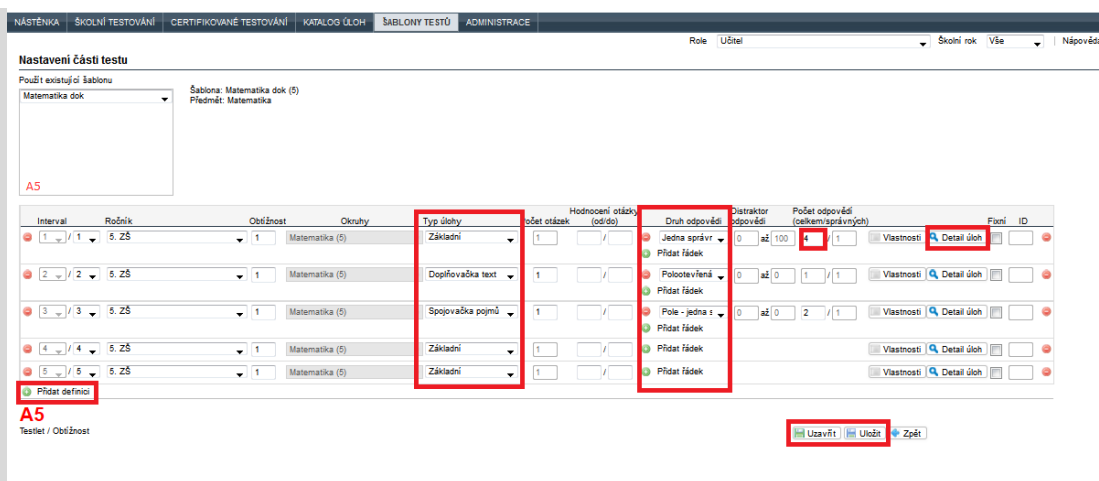 NÁSTĚNKA ŠKOLNÍ TESTOVÁNÍ CERTIFIKOVANÉ TESTOVÁNÍ KATALOG ÚLOH ŠABLONY TESTŮ ADMINISTRACE
Role Učitel Školní rok Vše | Nápověda
Nastavení části testu
Použít existující šablonu
Matematika dok
Šablona: Matematika dok (5)
Předmět: Matematika
A5
Interval Ročník Obtížnost Okruhy Typ úlohy Počet otázek Hodnocení otázky (od/do) Druh odpovědi Distraktor odpovědi Počet odpovědí (celkem/správných) Fixní ID
1 / 1 5. ZŠ 1 Matematika (5) Základní 1 / Jedna správr 0 až 100 4 / 1 Vlastnosti Detail úloh
Přidat řádek
2 / 2 5. ZŠ 1 Matematika (5) Doplňovačka text 1 / Polootevřená 0 až 0 1 / 1 Vlastnosti Detail úloh
Přidat řádek
3 / 3 5. ZŠ 1 Matematika (5) Spojovačka pojmů 1 / Pole - jedna s 0 až 0 2 / 1 Vlastnosti Detail úloh
Přidat řádek
4 / 4 5. ZŠ 1 Matematika (5) Základní 1 / Přidat řádek Vlastnosti Detail úloh
5 / 5 5. ZŠ 1 Matematika (5) Základní 1 / Přidat řádek Vlastnosti Detail úloh
Přidat definici
A5
Testlet / Obtížnost
Uzavřít Uložit Zpět